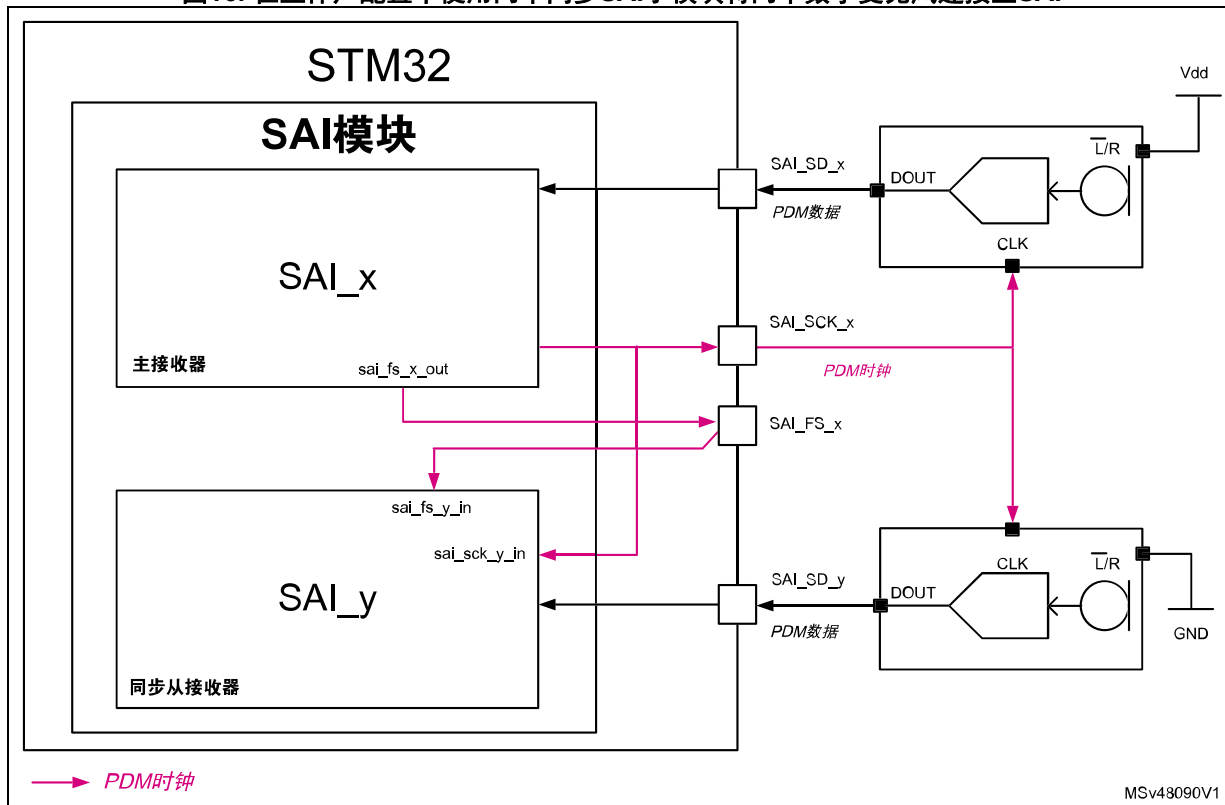 STM32
SAI模块
SAI_x
主接收器
sai_fs_x_out
SAI_y
同步从接收器
sai_fs_y_in
sai_sck_y_in
SAI_SD_x
PDM数据
SAI_SCK_x
PDM时钟
SAI_FS_x
SAI_SD_y
PDM数据
Vdd
L/R
DOUT
CLK
CLK
L/R
DOUT
GND
PDM时钟
MSv48090V1